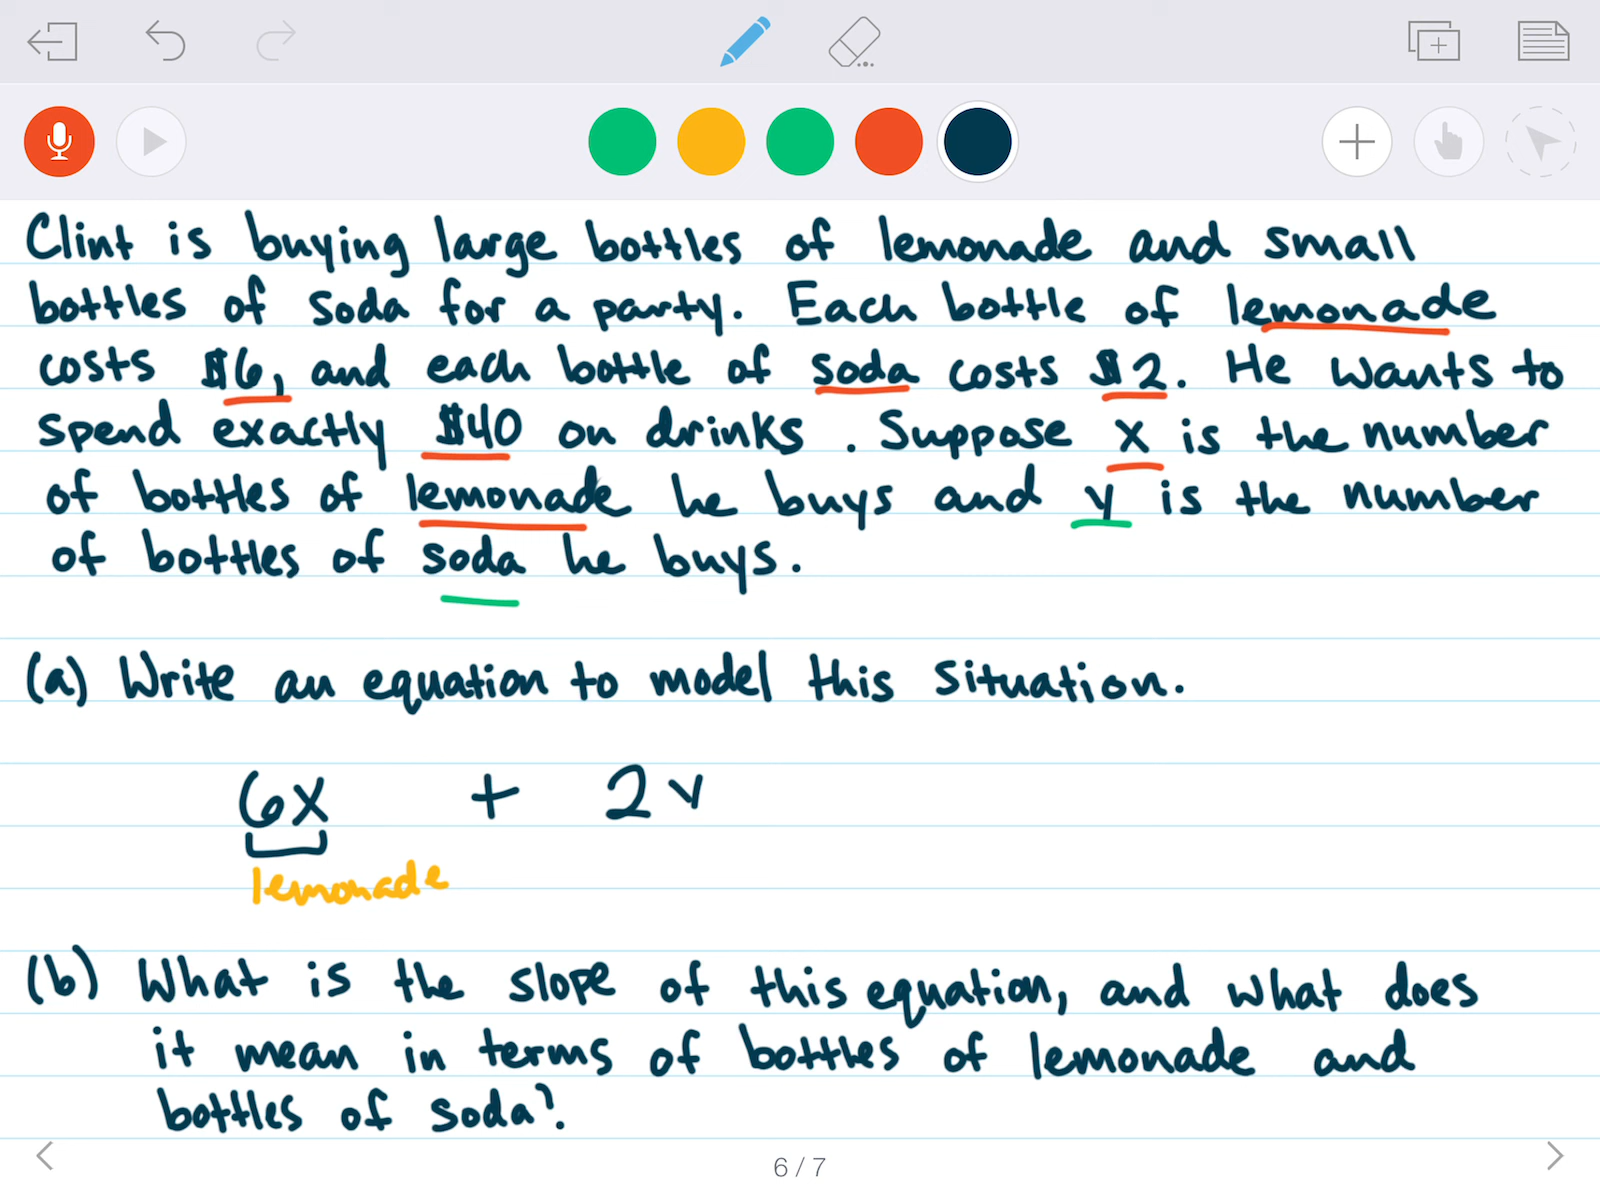 Clint is buying large bottles of lemonade and small
bottles of soda for a party. Each bottle of lemonade
costs $6, and each bottle of soda costs $2. He wants to
spend exactly $40 on drinks. Suppose x is the number
of bottles of lemonade he buys and y is the number
of bottles of soda he buys.
(a) Write an equation to model this situation.
6x + 2v
lemonade
(b) What is the slope of this equation, and what does
it mean in terms of bottles of lemonade and
bottles of soda?
6 / 7